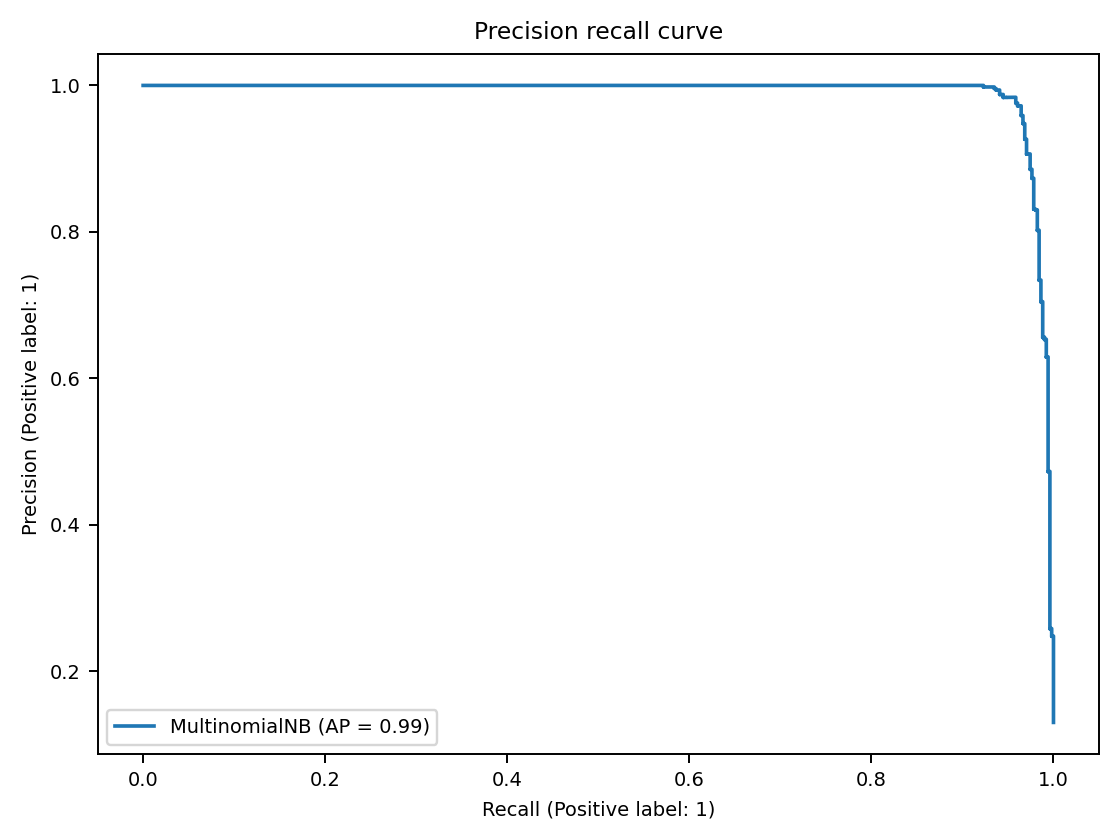 Precision recall curve
1.0
0.8
0.6
0.4
0.2
Precision (Positive label: 1)
MultinomialNB (AP = 0.99)
0.0
0.2
0.4
0.6
0.8
1.0
Recall (Positive label: 1)